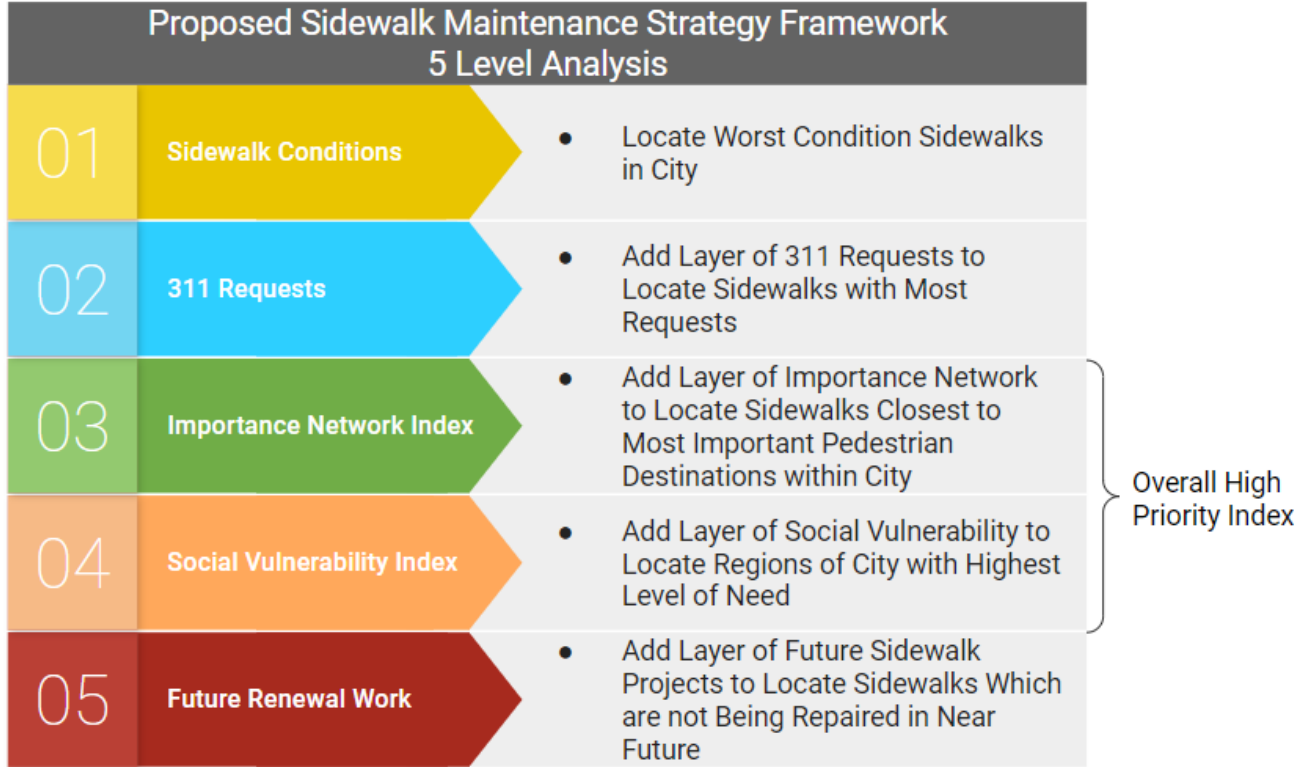 Proposed Sidewalk Maintenance Strategy Framework
5 Level Analysis
01
Sidewalk Conditions
● Locate Worst Condition Sidewalks
in City
02
311 Requests
● Add Layer of 311 Requests to
Locate Sidewalks with Most
Requests
03
Importance Network Index
● Add Layer of Importance Network
to Locate Sidewalks Closest to
Most Important Pedestrian
Destinations within City
04
Social Vulnerability Index
● Add Layer of Social Vulnerability to
Locate Regions of City with Highest
Level of Need
Overall High
Priority Index
05
Future Renewal Work
● Add Layer of Future Sidewalk
Projects to Locate Sidewalks Which
are not Being Repaired in Near
Future